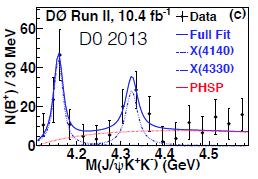 DØ Run II, 10.4 fb⁻¹ (c)
D0 2013
Data
Full Fit
X(4140)
X(4330)
PHSP
N(B⁺) / 30 MeV
60
40
20
0
4.2 4.3 4.4 4.5
M(J/ψK⁺K⁻) (GeV)